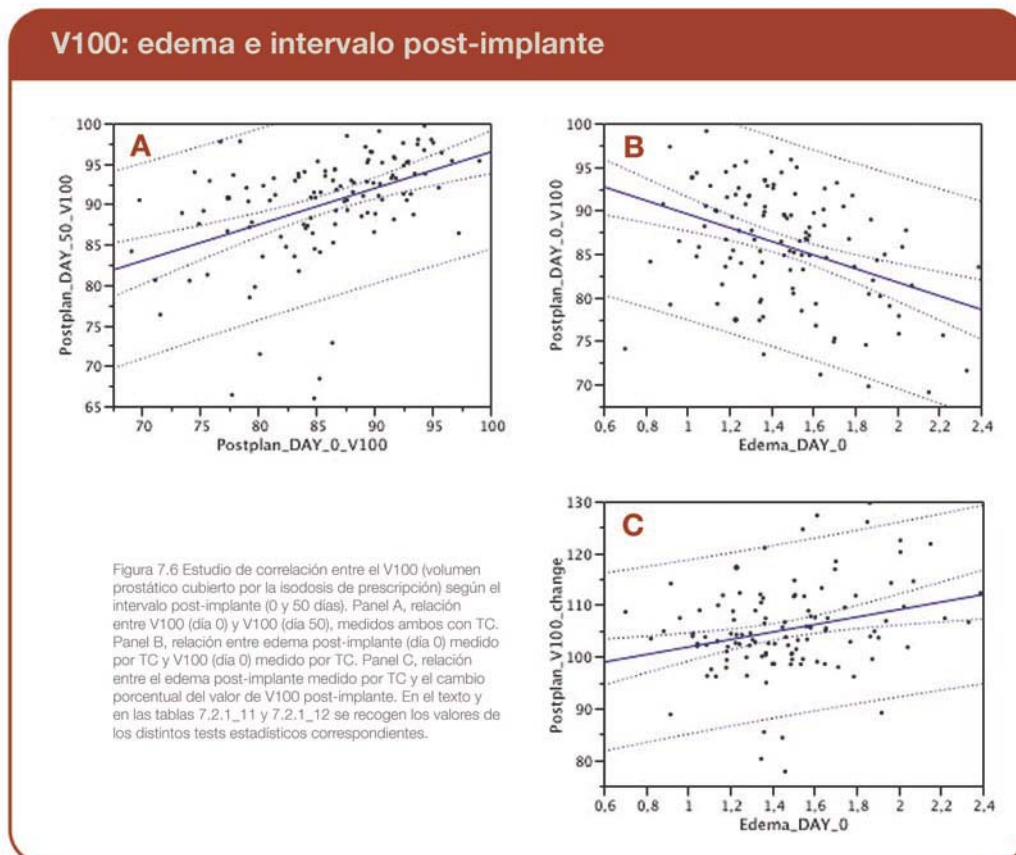 V100: edema e intervalo post-implante
A
100
95
90
85
80
75
70
65
Postplan_DAY_50_V100
70 75 80 85 90 95 100
Postplan_DAY_0_V100
B
100
95
90
85
80
75
70
Postplan_DAY_0_V100
0,6 0,8 1 1,2 1,4 1,6 1,8 2 2,2 2,4
Edema_DAY_0
Figura 7.6 Estudio de correlación entre el V100 (volumen
prostático cubierto por la isodosis de prescripción) según el
intervalo post-implante (0 y 50 días). Panel A, relación
entre V100 (día 0) y V100 (día 50), medidos ambos con TC.
Panel B, relación entre edema post-implante (día 0) medido
por TC y V100 (día 0) medido por TC. Panel C, relación
entre el edema post-implante medido por TC y el cambio
porcentual del valor de V100 post-implante. En el texto y
en las tablas 7.2.1_11 y 7.2.1_12 se recogen los valores de
los distintos tests estadísticos correspondientes.
C
130
120
110
100
90
80
Postplan_V100_change
0,6 0,8 1 1,2 1,4 1,6 1,8 2 2,2 2,4
Edema_DAY_0